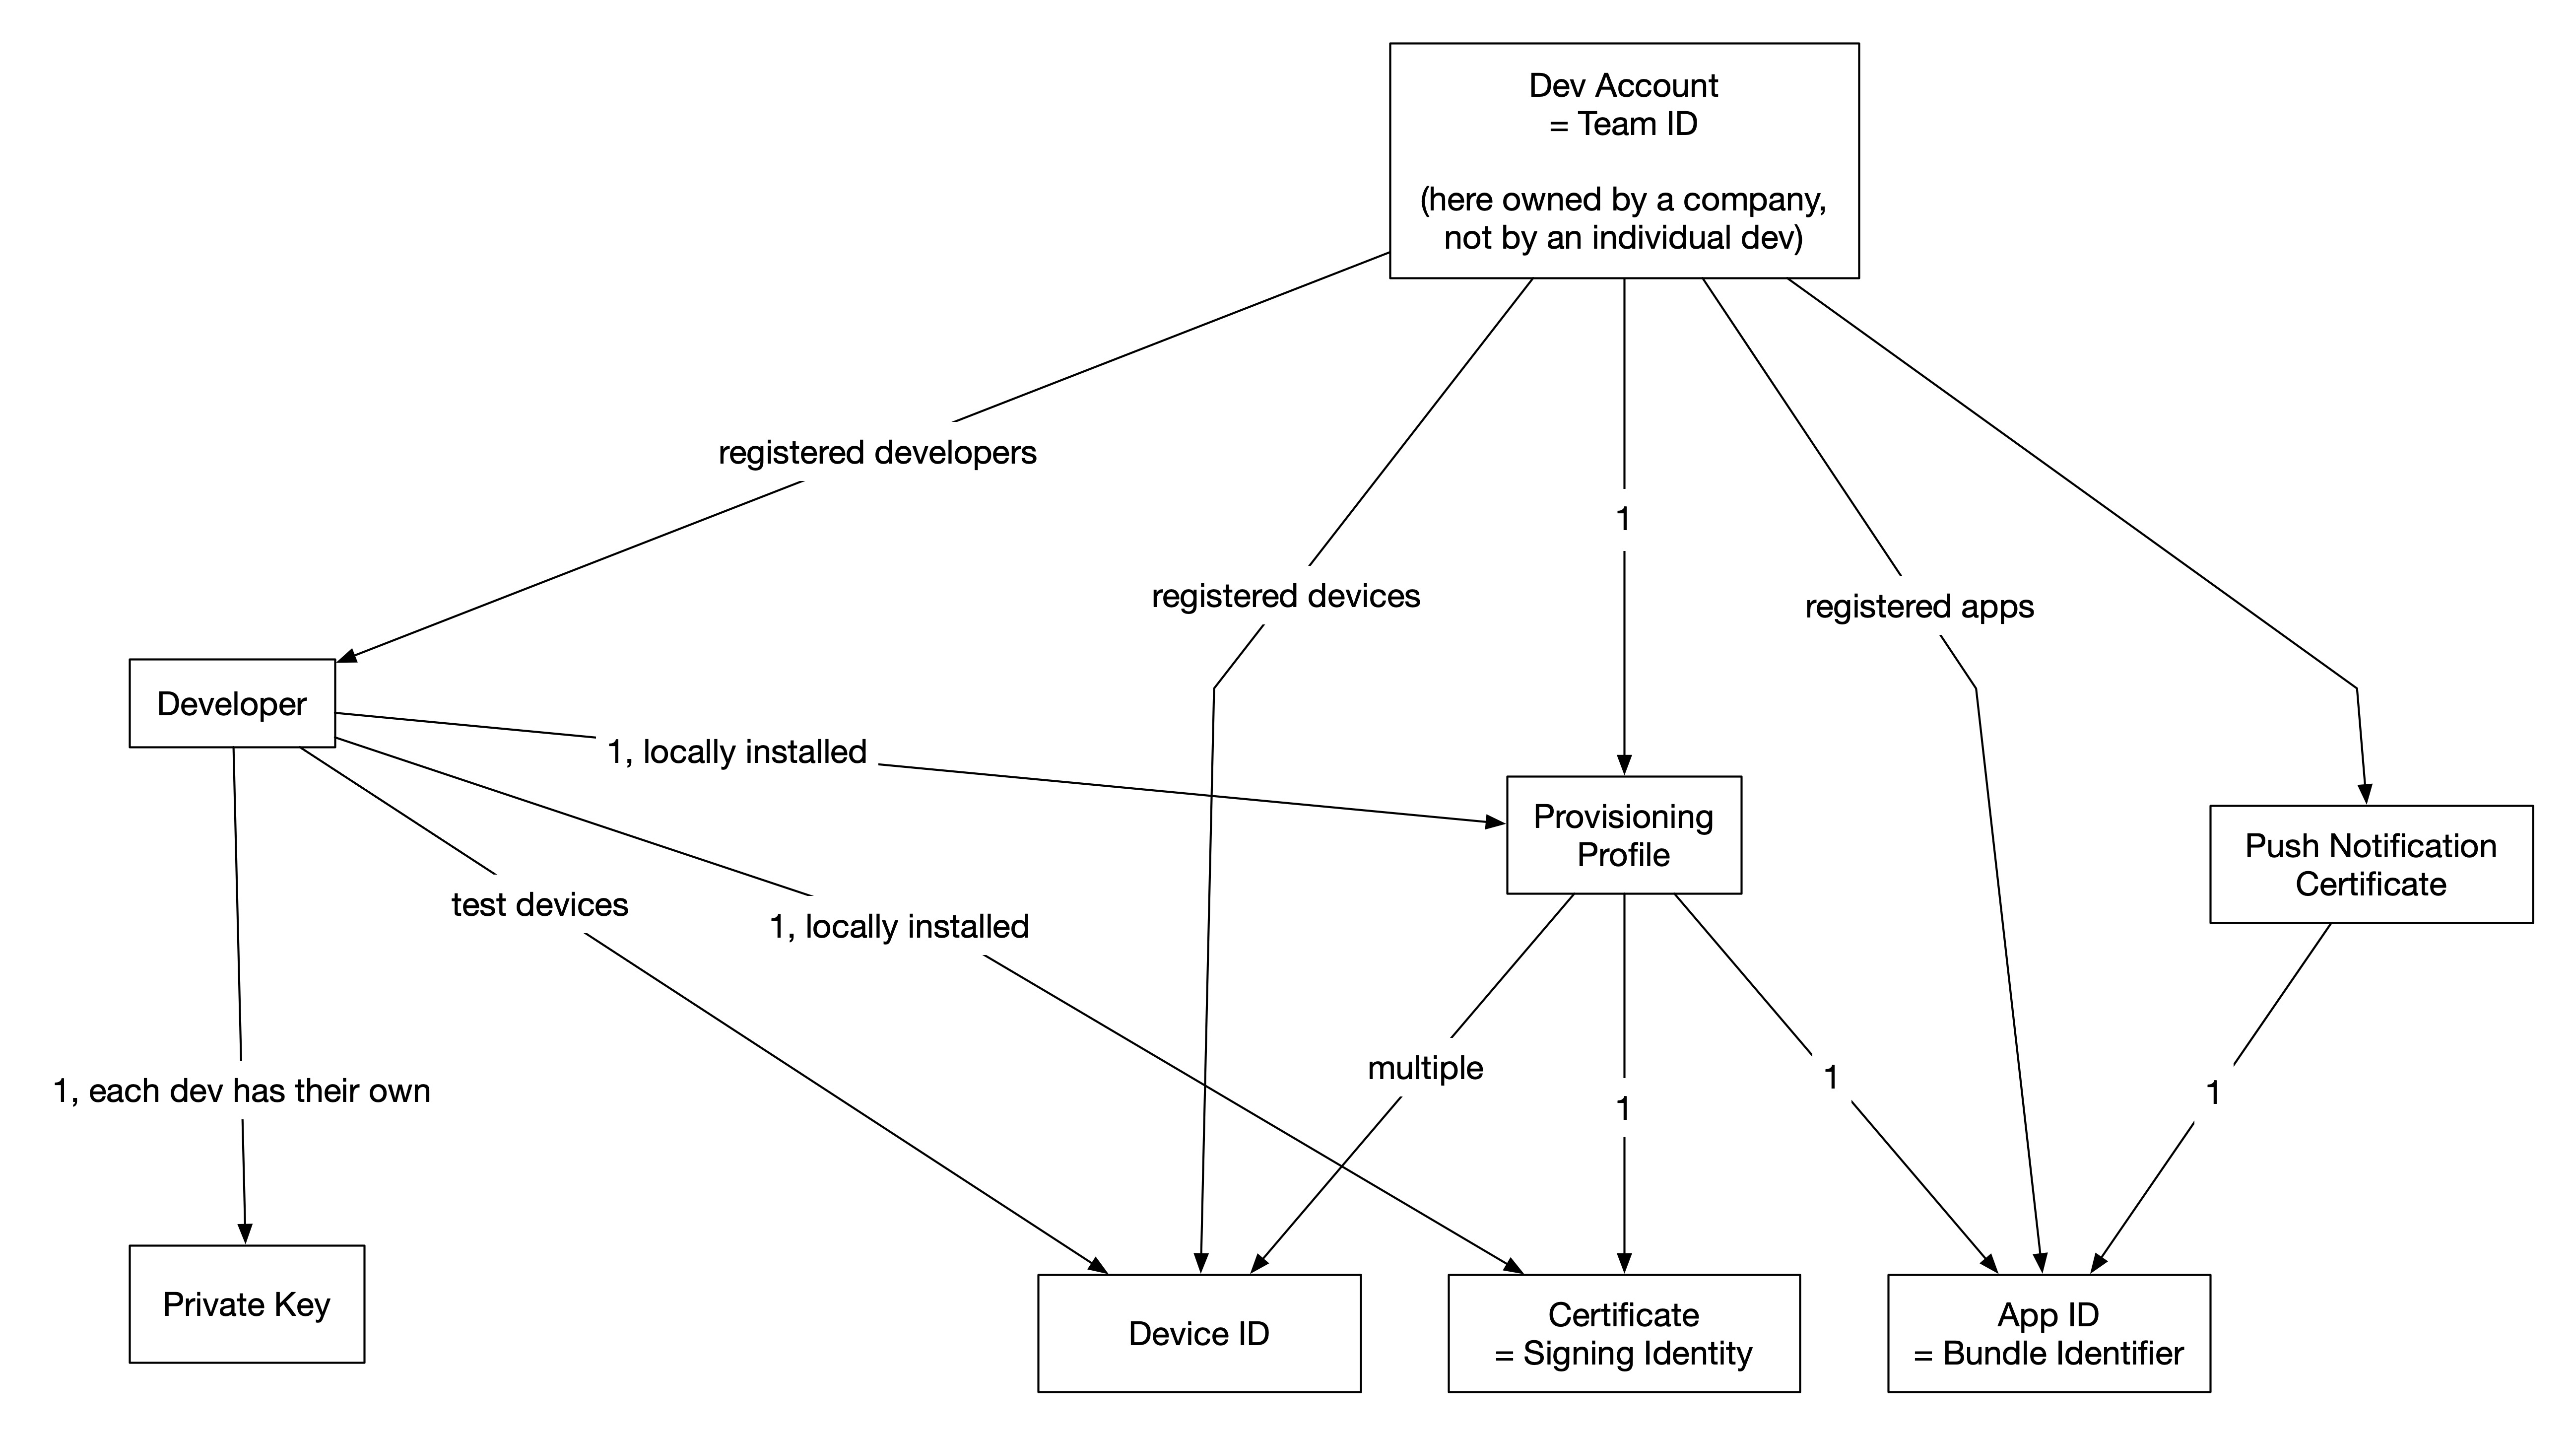 Dev Account
= Team ID
(here owned by a company,
not by an individual dev)
registered developers
1
registered devices
registered apps
Developer
1, locally installed
Provisioning
Profile
Push Notification
Certificate
test devices
1, locally installed
multiple
1
1
1
1, each dev has their own
Private Key
Device ID
Certificate
= Signing Identity
App ID
= Bundle Identifier